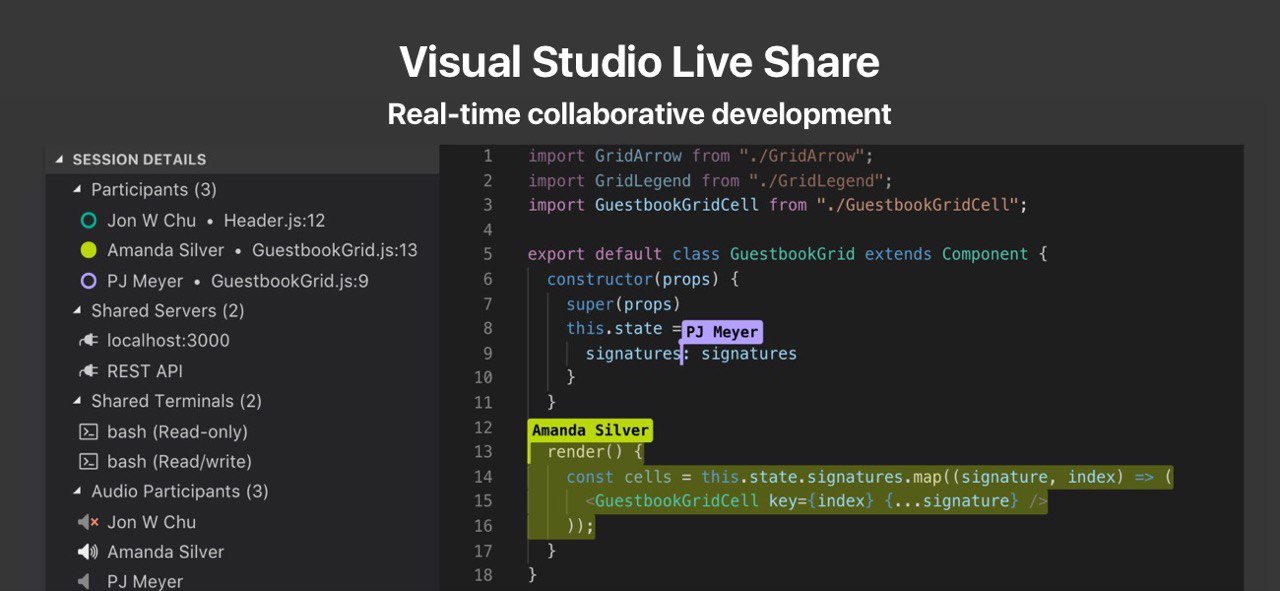 Visual Studio Live Share
Real-time collaborative development
SESSION DETAILS
Participants (3)
Jon W Chu • Header.js:12
Amanda Silver • GuestbookGrid.js:13
PJ Meyer • GuestbookGrid.js:9
Shared Servers (2)
localhost:3000
REST API
Shared Terminals (2)
bash (Read-only)
bash (Read/write)
Audio Participants (3)
Jon W Chu
Amanda Silver
PJ Meyer
1 import GridArrow from "./GridArrow";
2 import GridLegend from "./GridLegend";
3 import GuestbookGridCell from "./GuestbookGridCell";
4
5 export default class GuestbookGrid extends Component {
6 constructor(props) {
7 super(props)
8 this.state =
PJ Meyer
9 signatures: signatures
10 }
11 }
12
Amanda Silver
13 render() {
14 const cells = this.state.signatures.map((signature, index) => (
15 <GuestbookGridCell key={index} {...signature} />
16 ));
17 }
18 }